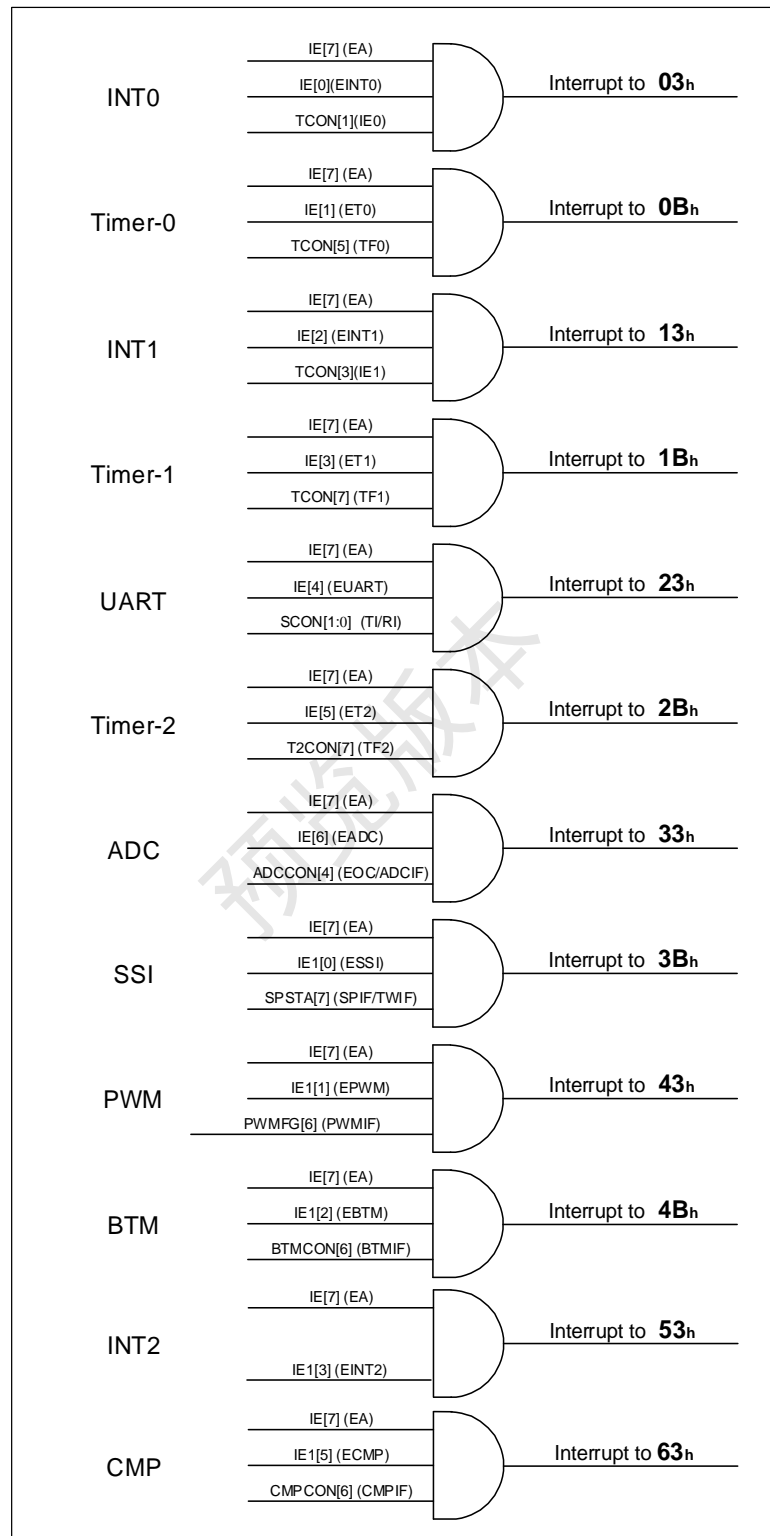 IE[7] (EA)
INT0 IE[0](EINT0) Interrupt to 03h
TCON[1](IE0)
IE[7] (EA)
Timer-0 IE[1] (ET0) Interrupt to 0Bh
TCON[5] (TF0)
IE[7] (EA)
INT1 IE[2] (EINT1) Interrupt to 13h
TCON[3](IE1)
IE[7] (EA)
Timer-1 IE[3] (ET1) Interrupt to 1Bh
TCON[7] (TF1)
IE[7] (EA)
UART IE[4] (EUART) Interrupt to 23h
SCON[1:0] (TI/RI)
IE[7] (EA)
Timer-2 IE[5] (ET2) Interrupt to 2Bh
T2CON[7] (TF2)
IE[7] (EA)
ADC IE[6] (EADC) Interrupt to 33h
ADCCON[4] (EOC/ADCIF)
预览版本
IE[7] (EA)
SSI IE1[0] (ESSI) Interrupt to 3Bh
SPSTA[7] (SPIF/TWIF)
IE[7] (EA)
PWM IE1[1] (EPWM) Interrupt to 43h
PWMFG[6] (PWMIF)
IE[7] (EA)
BTM IE1[2] (EBTM) Interrupt to 4Bh
BTMCON[6] (BTMIF)
IE[7] (EA)
INT2 Interrupt to 53h
IE1[3] (EINT2)
IE[7] (EA)
CMP IE1[5] (ECMP) Interrupt to 63h
CMPCON[6] (CMPIF)